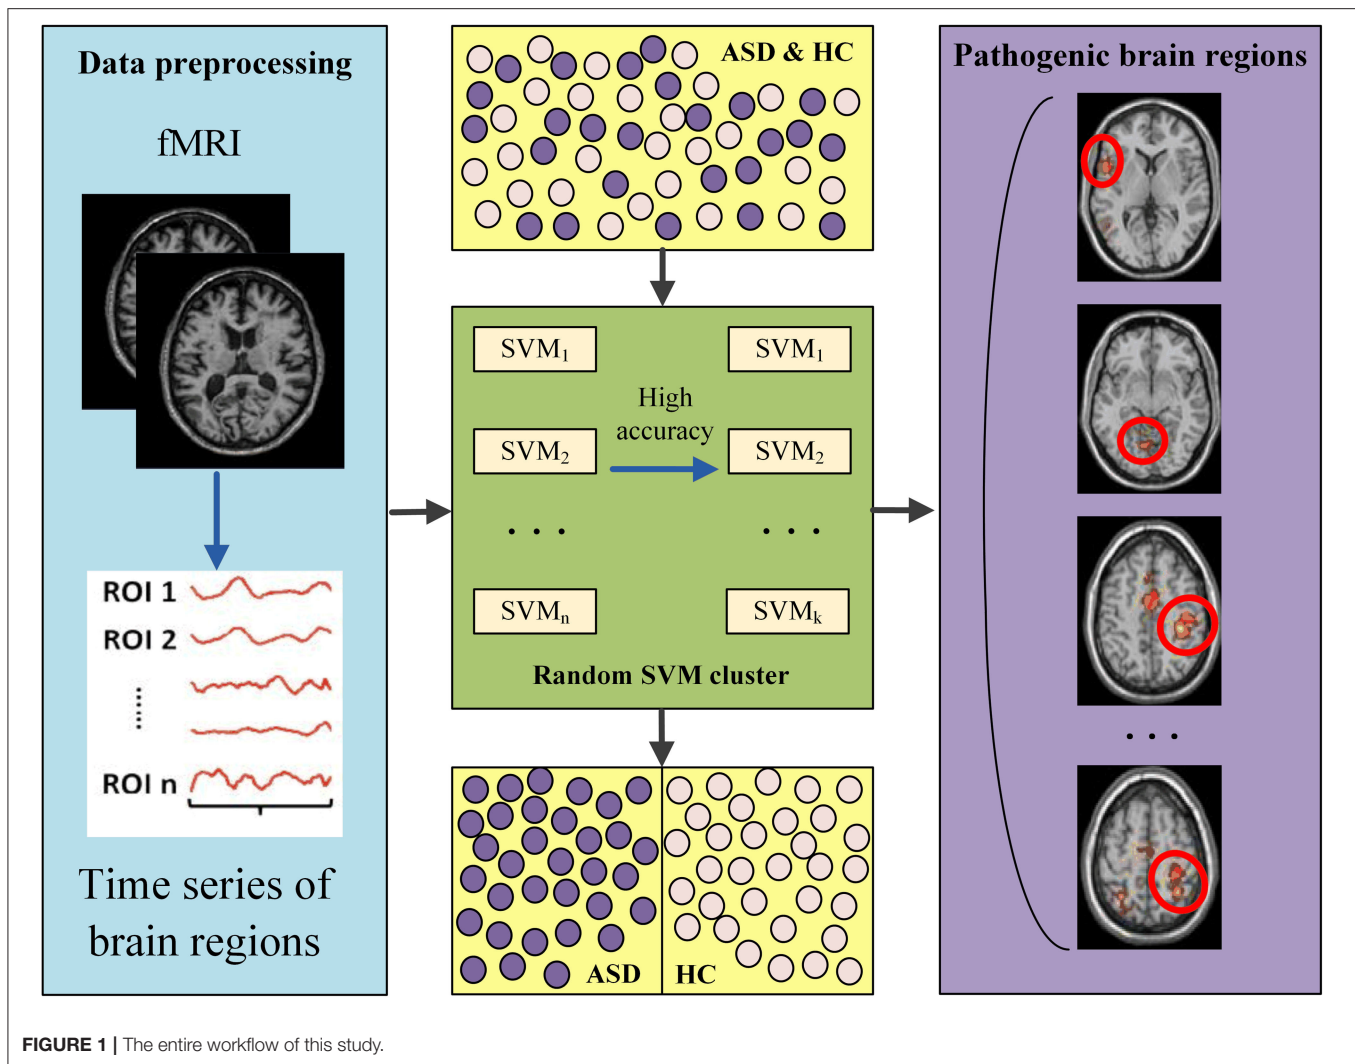 Data preprocessing
fMRI
ROI 1
ROI 2
......
ROI n
Time series of
brain regions
ASD & HC
SVM1 SVM1
High
accuracy
SVM2 SVM2
. . . . . .
SVMn SVMk
Random SVM cluster
ASD HC
Pathogenic brain regions
. . .
FIGURE 1 | The entire workflow of this study.